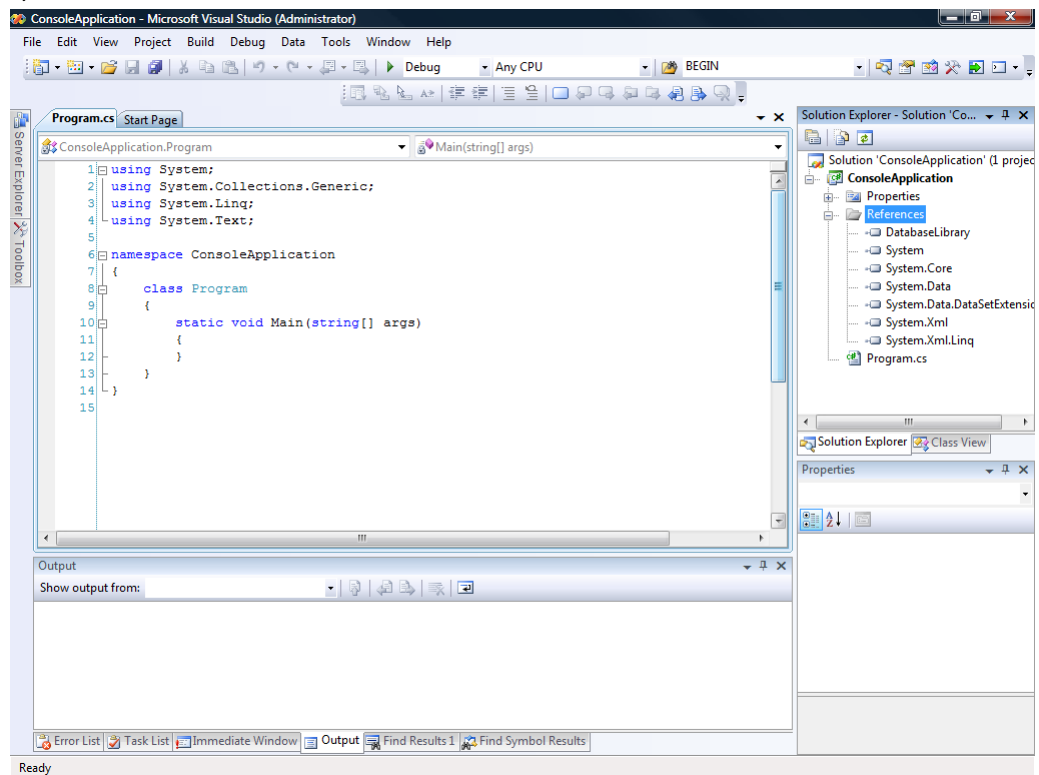 ConsoleApplication - Microsoft Visual Studio (Administrator)
File Edit View Project Build Debug Data Tools Window Help
Debug Any CPU BEGIN
Server Explorer
Toolbox
Program.cs Start Page
ConsoleApplication.Program Main(string[] args)
1 using System;
2 using System.Collections.Generic;
3 using System.Linq;
4 using System.Text;
5
6 namespace ConsoleApplication
7 {
8 class Program
9 {
10 static void Main(string[] args)
11 {
12 }
13 }
14 }
15
Solution Explorer - Solution 'Co...
Solution 'ConsoleApplication' (1 projec
ConsoleApplication
Properties
References
DatabaseLibrary
System
System.Core
System.Data
System.Data.DataSetExtensio
System.Xml
System.Xml.Linq
Program.cs
Solution Explorer Class View
Properties
Output
Show output from:
Error List Task List Immediate Window Output Find Results 1 Find Symbol Results
Ready